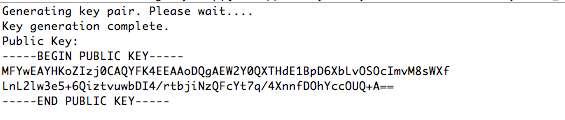 Generating key pair. Please wait....
Key generation complete.
Public Key:
-----BEGIN PUBLIC KEY-----
MFYwEAYHKoZIzj0CAQYFK4EEAAoDQgAEW2Y0QXTHdE1BpD6XbLvOSOcImvM8sWXf
LnL2lw3e5+6QiztvuwbDI4/rtbjiNzQFcYt7q/4XnnfDOhYccOUQ+A==
-----END PUBLIC KEY-----